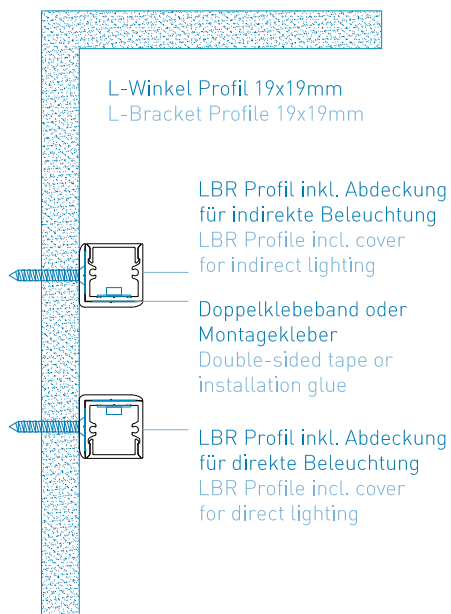 L-Winkel Profil 19x19mm
L-Bracket Profile 19x19mm
LBR Profil inkl. Abdeckung
für indirekte Beleuchtung
LBR Profile incl. cover
for indirect lighting
Doppelklebeband oder
Montagekleber
Double-sided tape or
installation glue
LBR Profil inkl. Abdeckung
für direkte Beleuchtung
LBR Profile incl. cover
for direct lighting